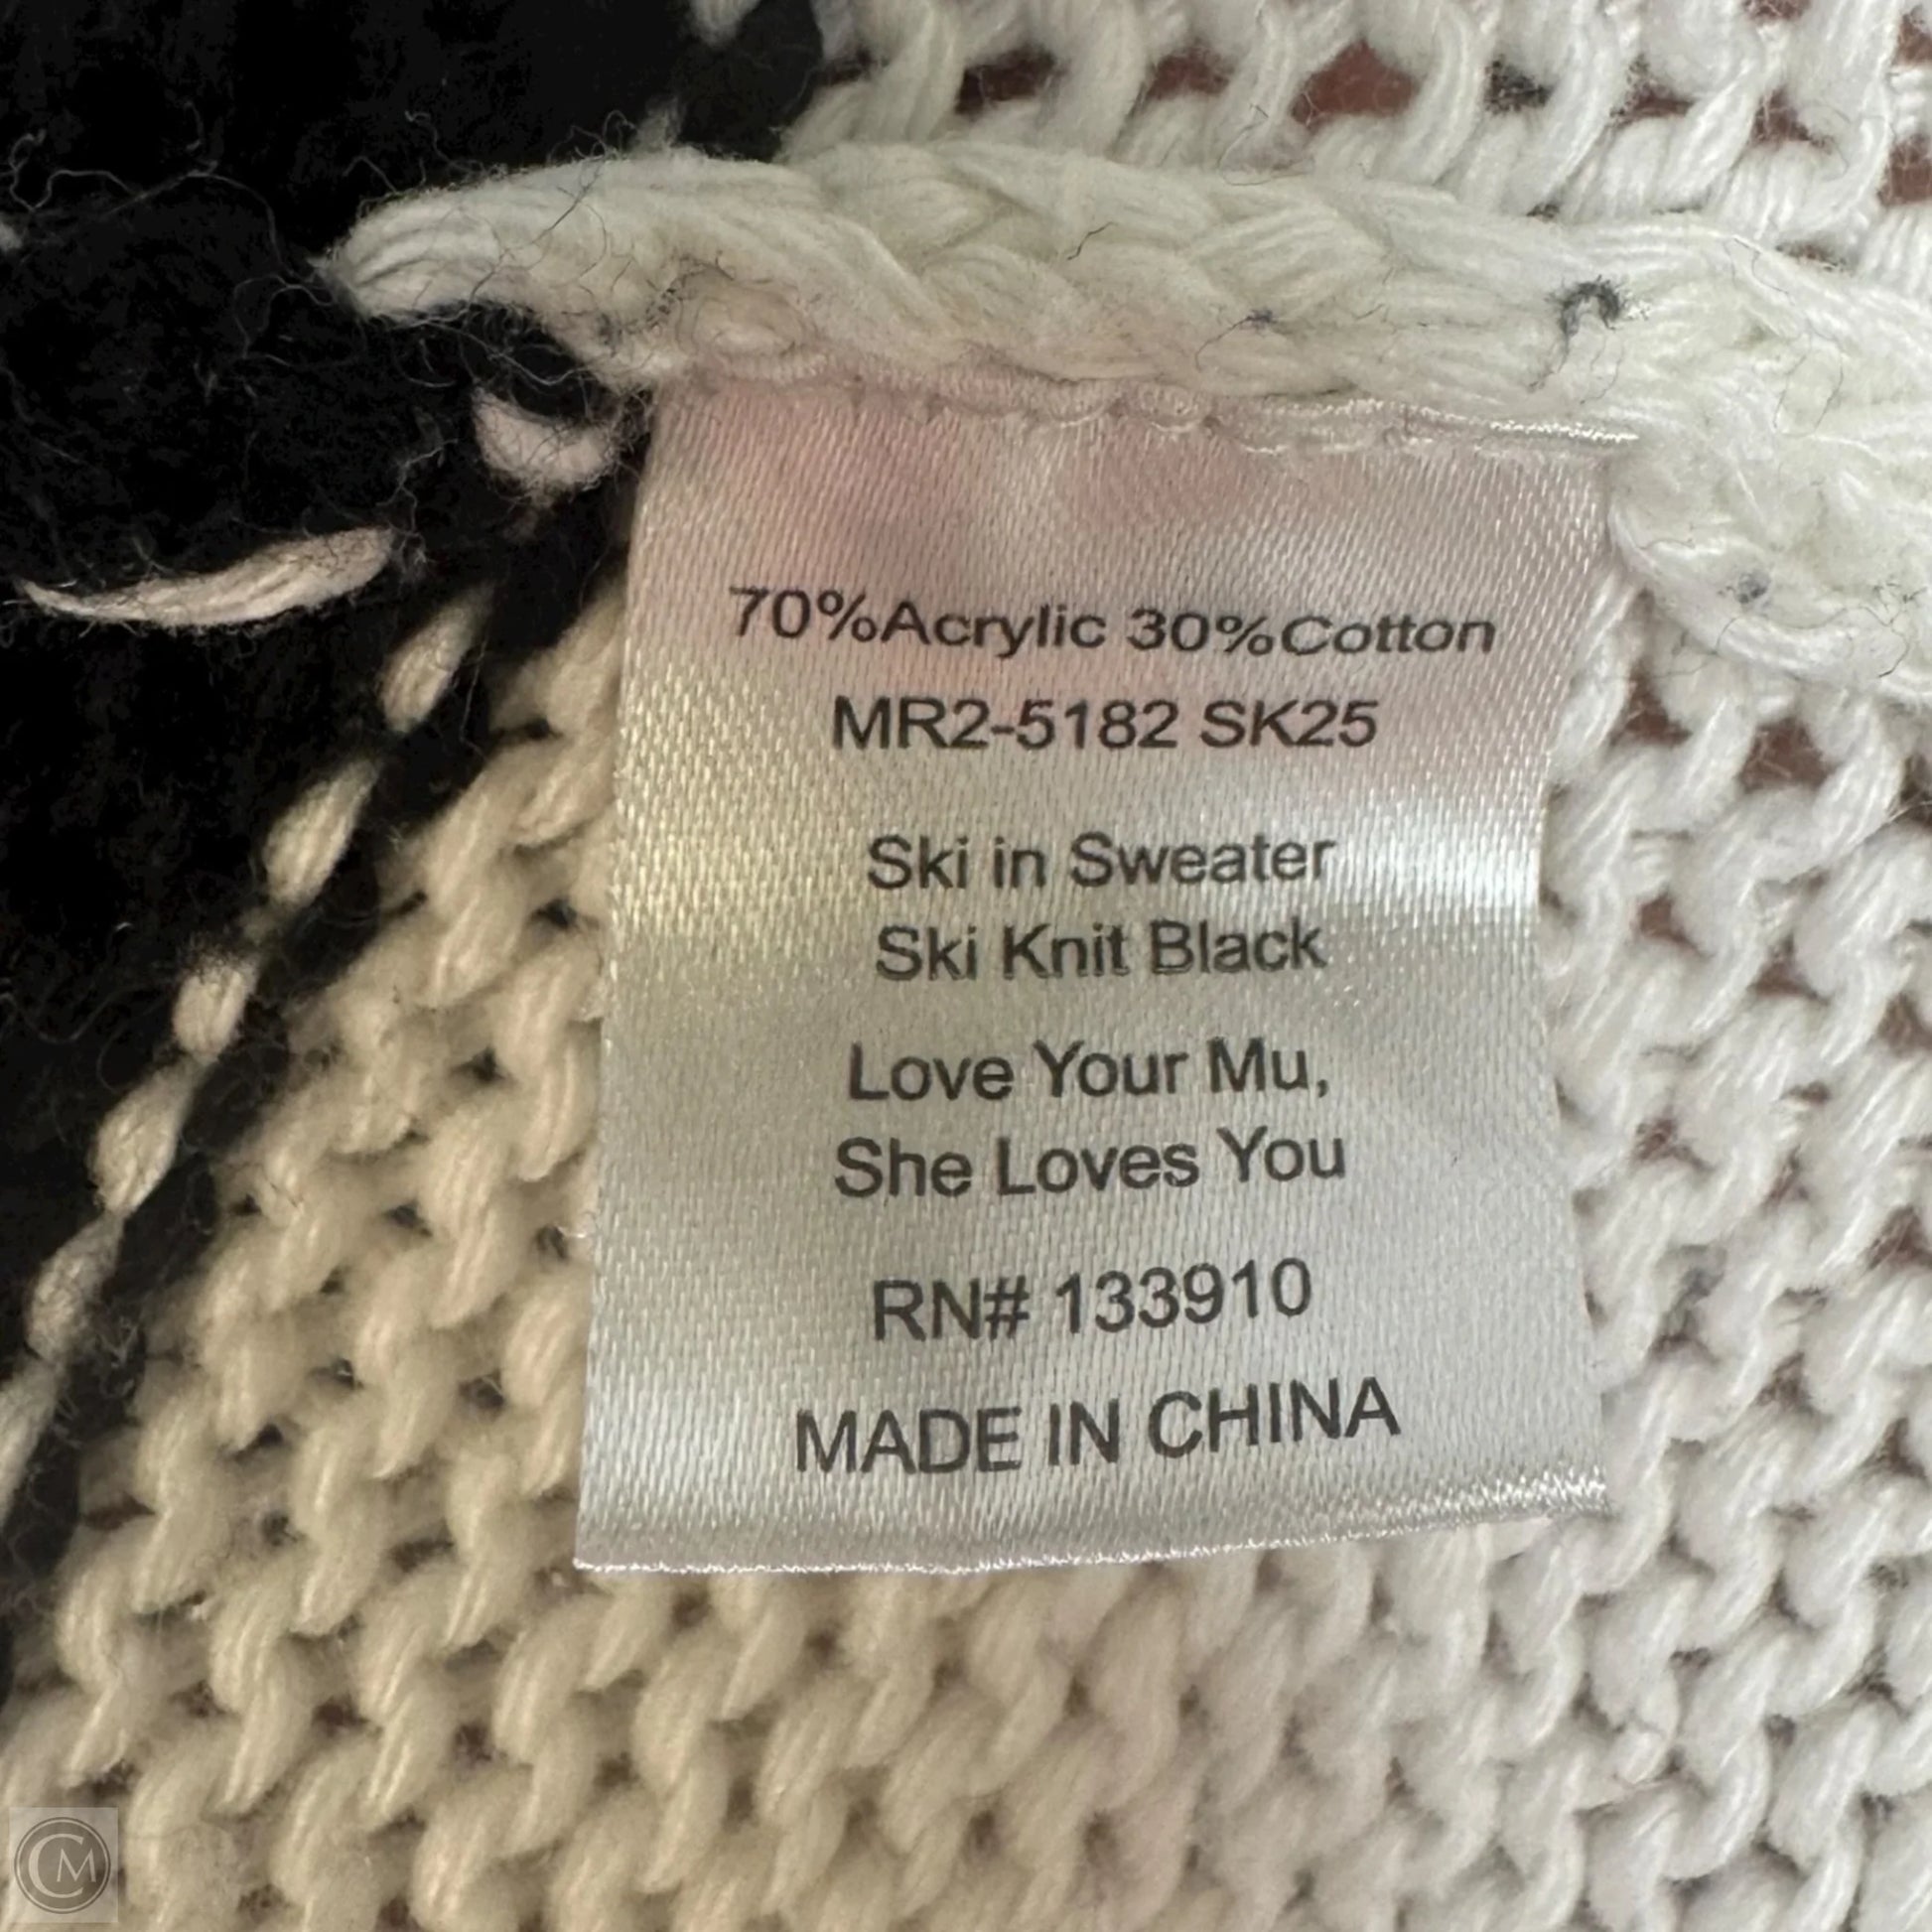 70%Acrylic 30%Cotton
MR2-5182 SK25
Ski in Sweater
Ski Knit Black
Love Your Mu,
She Loves You
RN# 133910
MADE IN CHINA
CM